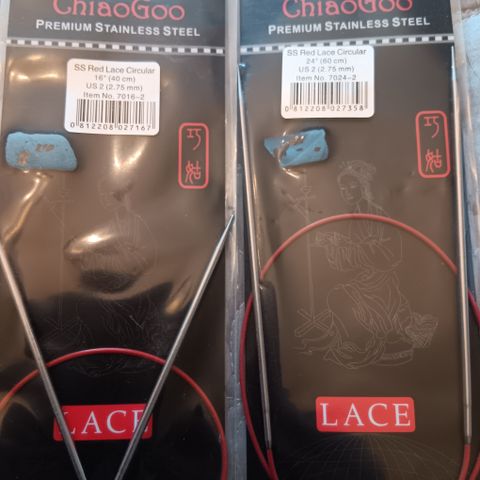 ChiaoGoo
PREMIUM STAINLESS STEEL
SS Red Lace Circular
16" (40 cm)
US 2 (2.75 mm)
Item No. 7016-2
0 812208 027167
巧
姑
LACE
ChiaoGoo
PREMIUM STAINLESS STEEL
SS Red Lace Circular
24" (60 cm)
US 2 (2.75 mm)
Item No. 7024-2
0 812208 027358
巧
姑
LACE